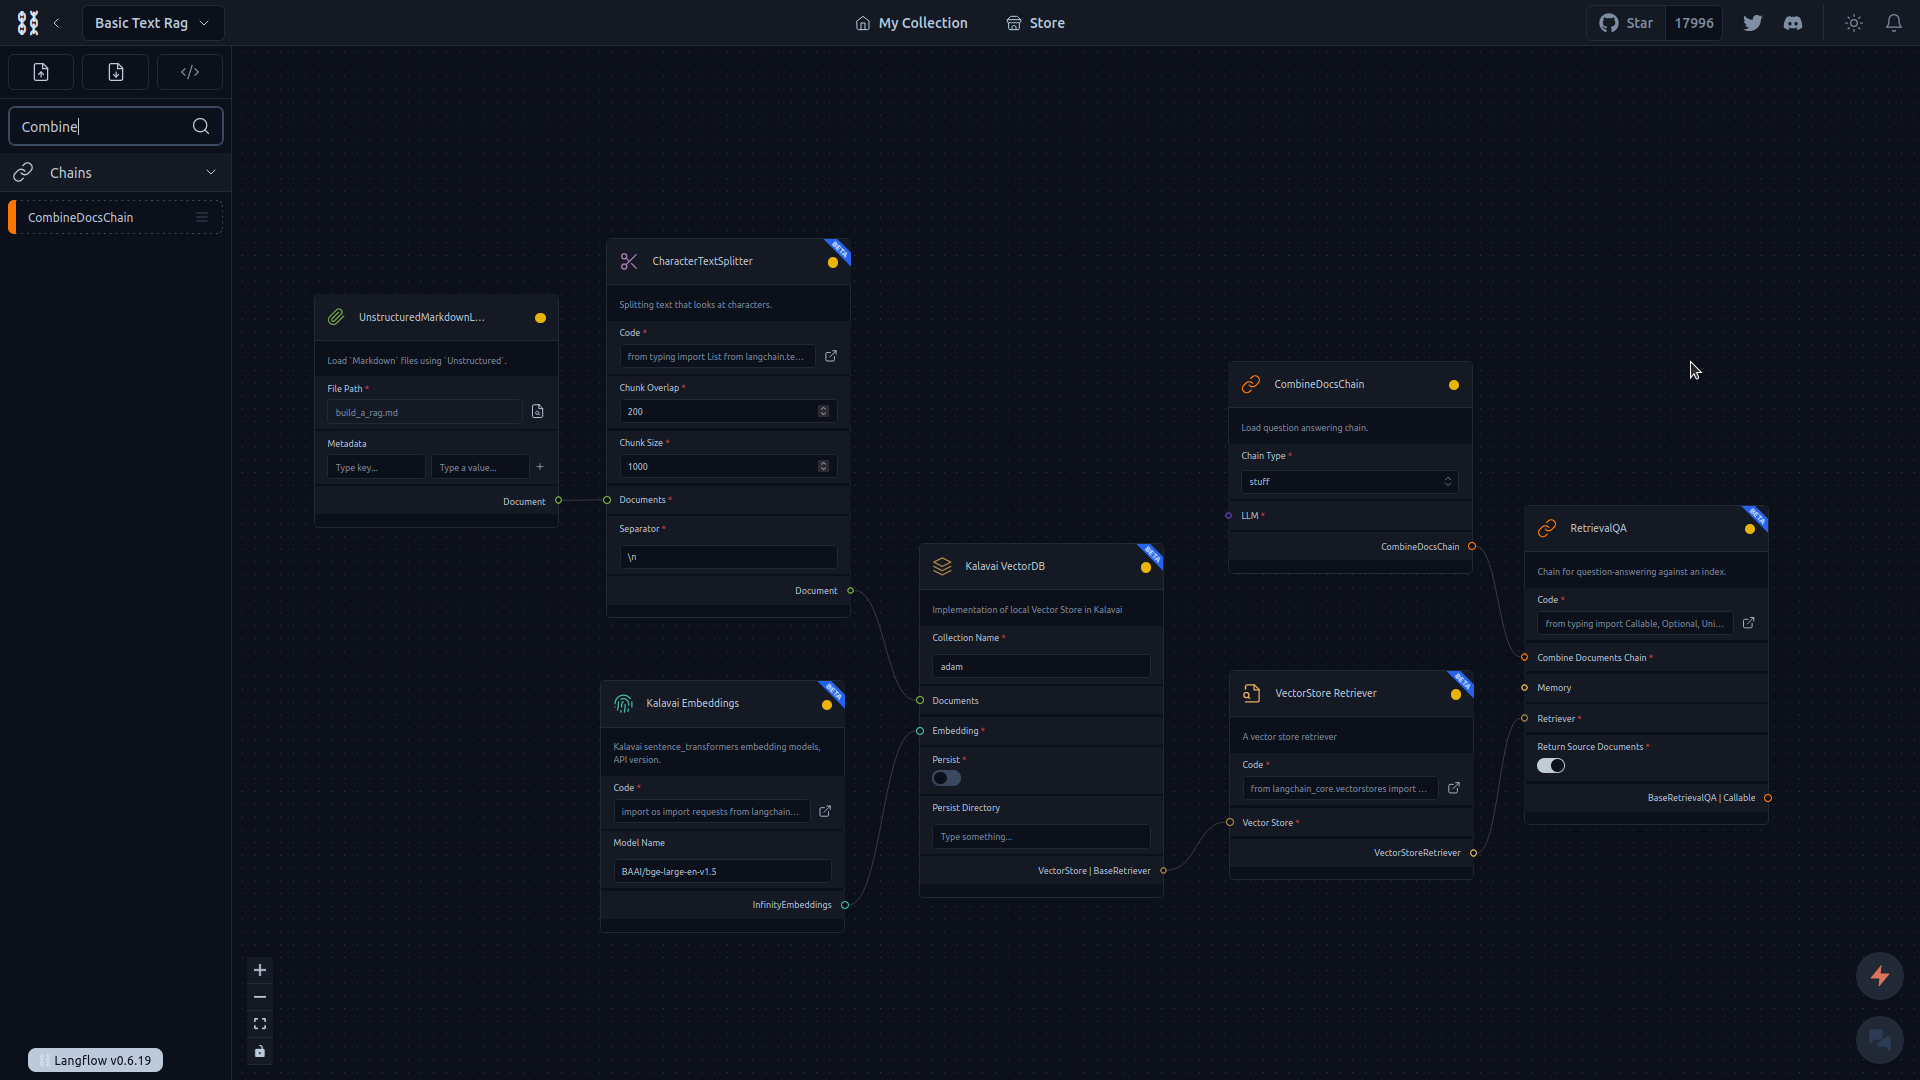 Basic Text Rag
My Collection
Store
Star
17996
Combine
Chains
CombineDocsChain
UnstructuredMarkdownL...
Load `Markdown` files using `Unstructured`.
File Path *
build_a_rag.md
Metadata
Type key...
Type a value...
+
Document
BETA
CharacterTextSplitter
Splitting text that looks at characters.
Code *
from typing import List from langchain.te...
Chunk Overlap *
200
Chunk Size *
1000
Documents *
Separator *
\n
Document
BETA
Kalavai Embeddings
Kalavai sentence_transformers embedding models,
API version.
Code *
import os import requests from langchain...
Model Name
BAAI/bge-large-en-v1.5
InfinityEmbeddings
BETA
Kalavai VectorDB
Implementation of local Vector Store in Kalavai
Collection Name *
adam
Documents
Embedding *
Persist *
Persist Directory
Type something...
VectorStore | BaseRetriever
CombineDocsChain
Load question answering chain.
Chain Type *
stuff
LLM *
CombineDocsChain
BETA
VectorStore Retriever
A vector store retriever
Code *
from langchain_core.vectorstores import ...
Vector Store *
VectorStoreRetriever
BETA
RetrievalQA
Chain for question-answering against an index.
Code *
from typing import Callable, Optional, Uni...
Combine Documents Chain *
Memory
Retriever *
Return Source Documents *
BaseRetrievalQA | Callable
Langflow v0.6.19